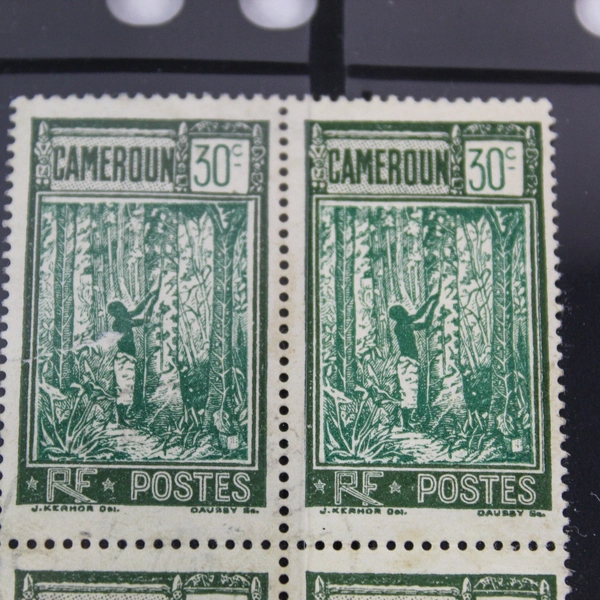 CAMEROUN 30c CAMEROUN 30c
★ RF ★ POSTES ★ RF ★ POSTES
J.KERHOR Del. DAUSSY Sc. J.KERHOR Del. DAUSSY Sc.